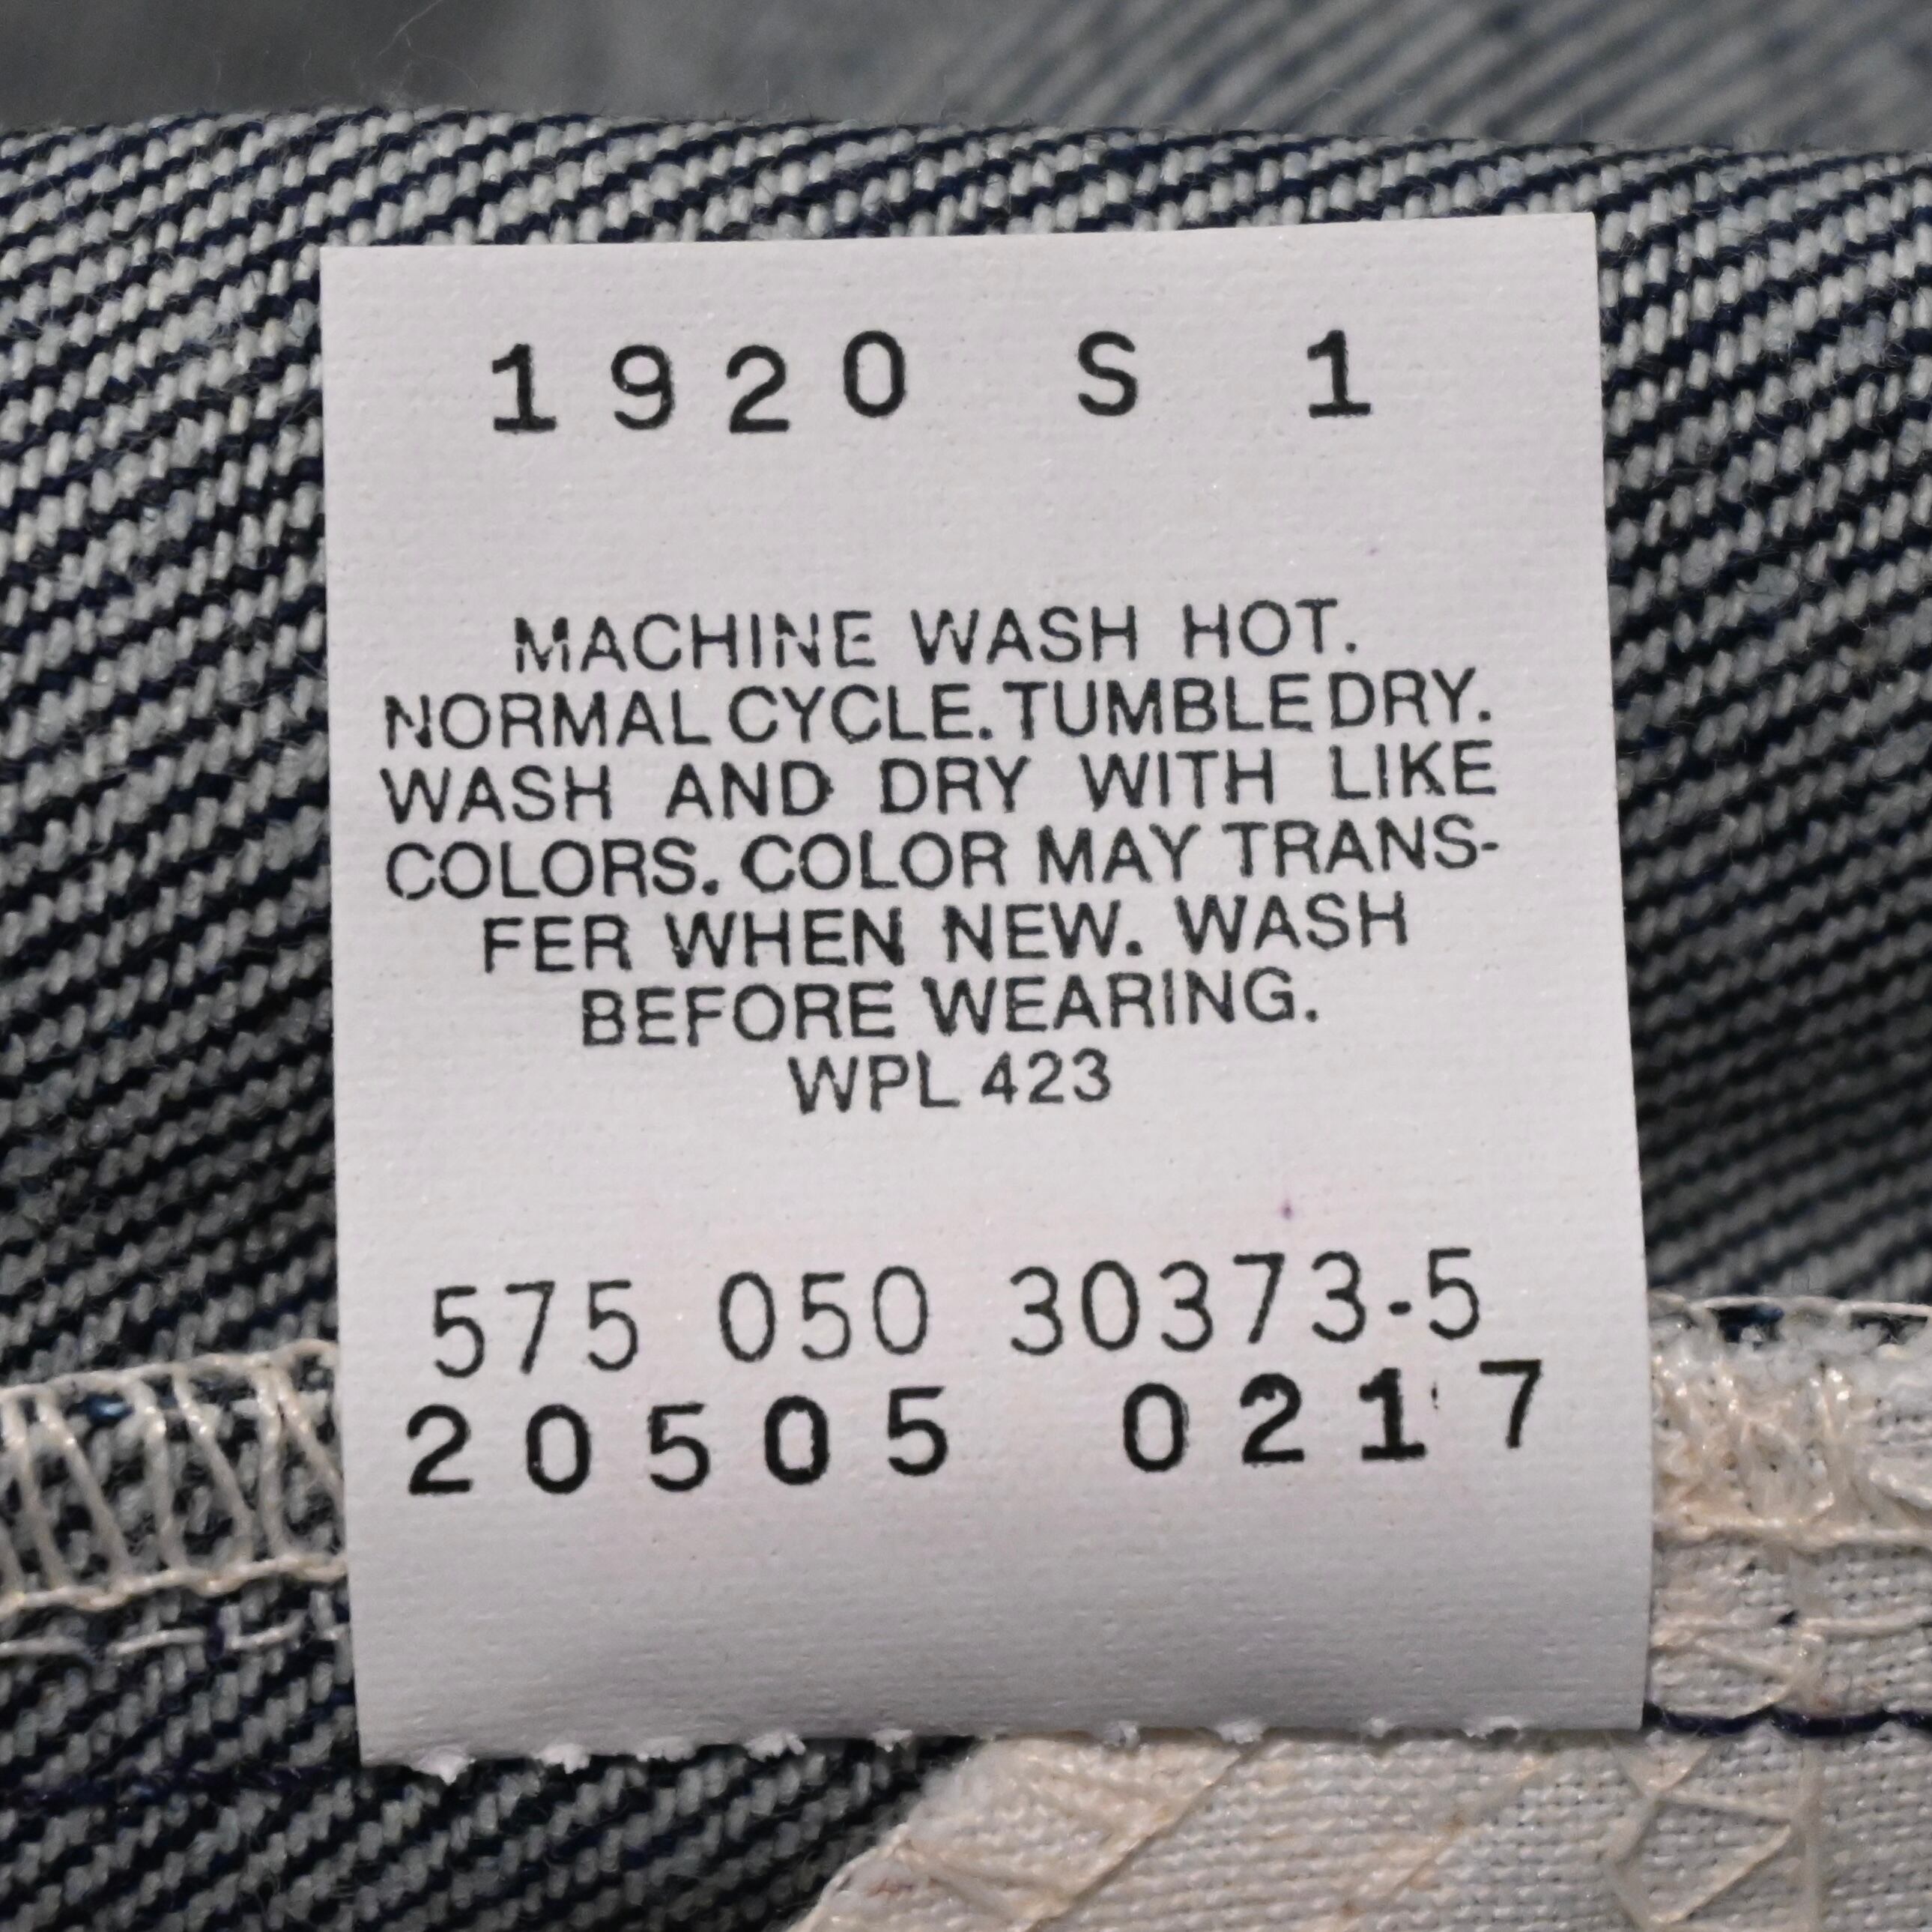 1920 S 1
MACHINE WASH HOT.
NORMAL CYCLE. TUMBLE DRY.
WASH AND DRY WITH LIKE
COLORS. COLOR MAY TRANS-
FER WHEN NEW. WASH
BEFORE WEARING.
WPL 423
575 050 30373-5
20505 0217